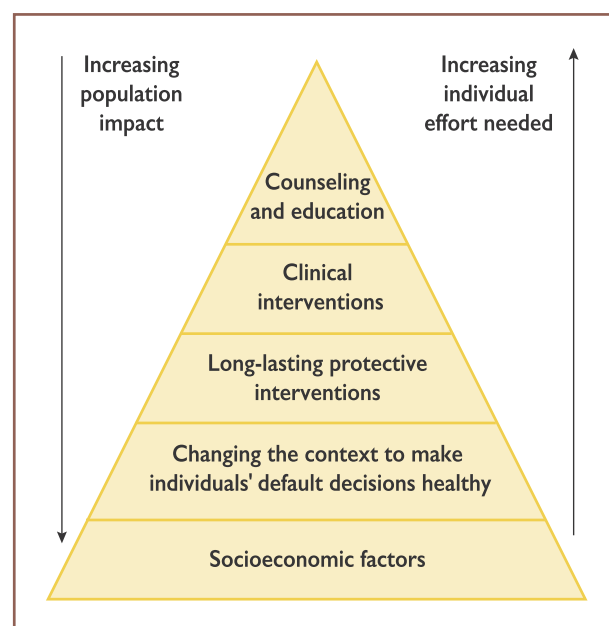 Increasing
population
impact
Increasing
individual
effort needed
Counseling
and education
Clinical
interventions
Long-lasting protective
interventions
Changing the context to make
individuals' default decisions healthy
Socioeconomic factors